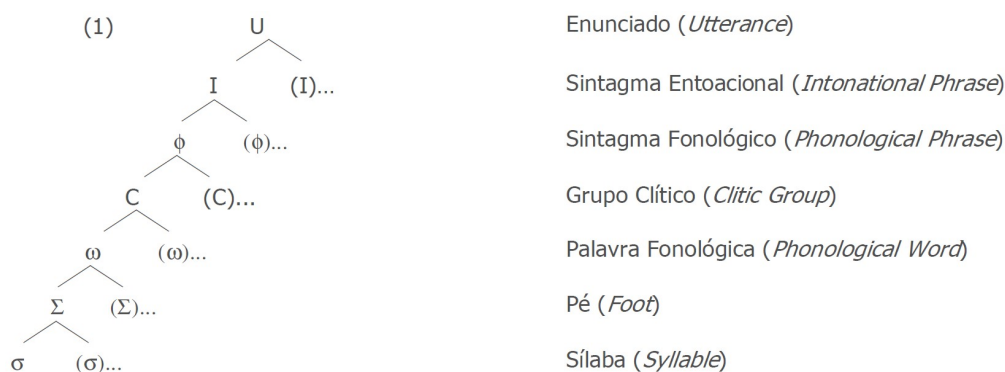 (1) U Enunciado (Utterance)
I (I)... Sintagma Entoacional (Intonational Phrase)
ϕ (ϕ)... Sintagma Fonológico (Phonological Phrase)
C (C)... Grupo Clítico (Clitic Group)
ω (ω)... Palavra Fonológica (Phonological Word)
Σ (Σ)... Pé (Foot)
σ (σ)... Sílaba (Syllable)